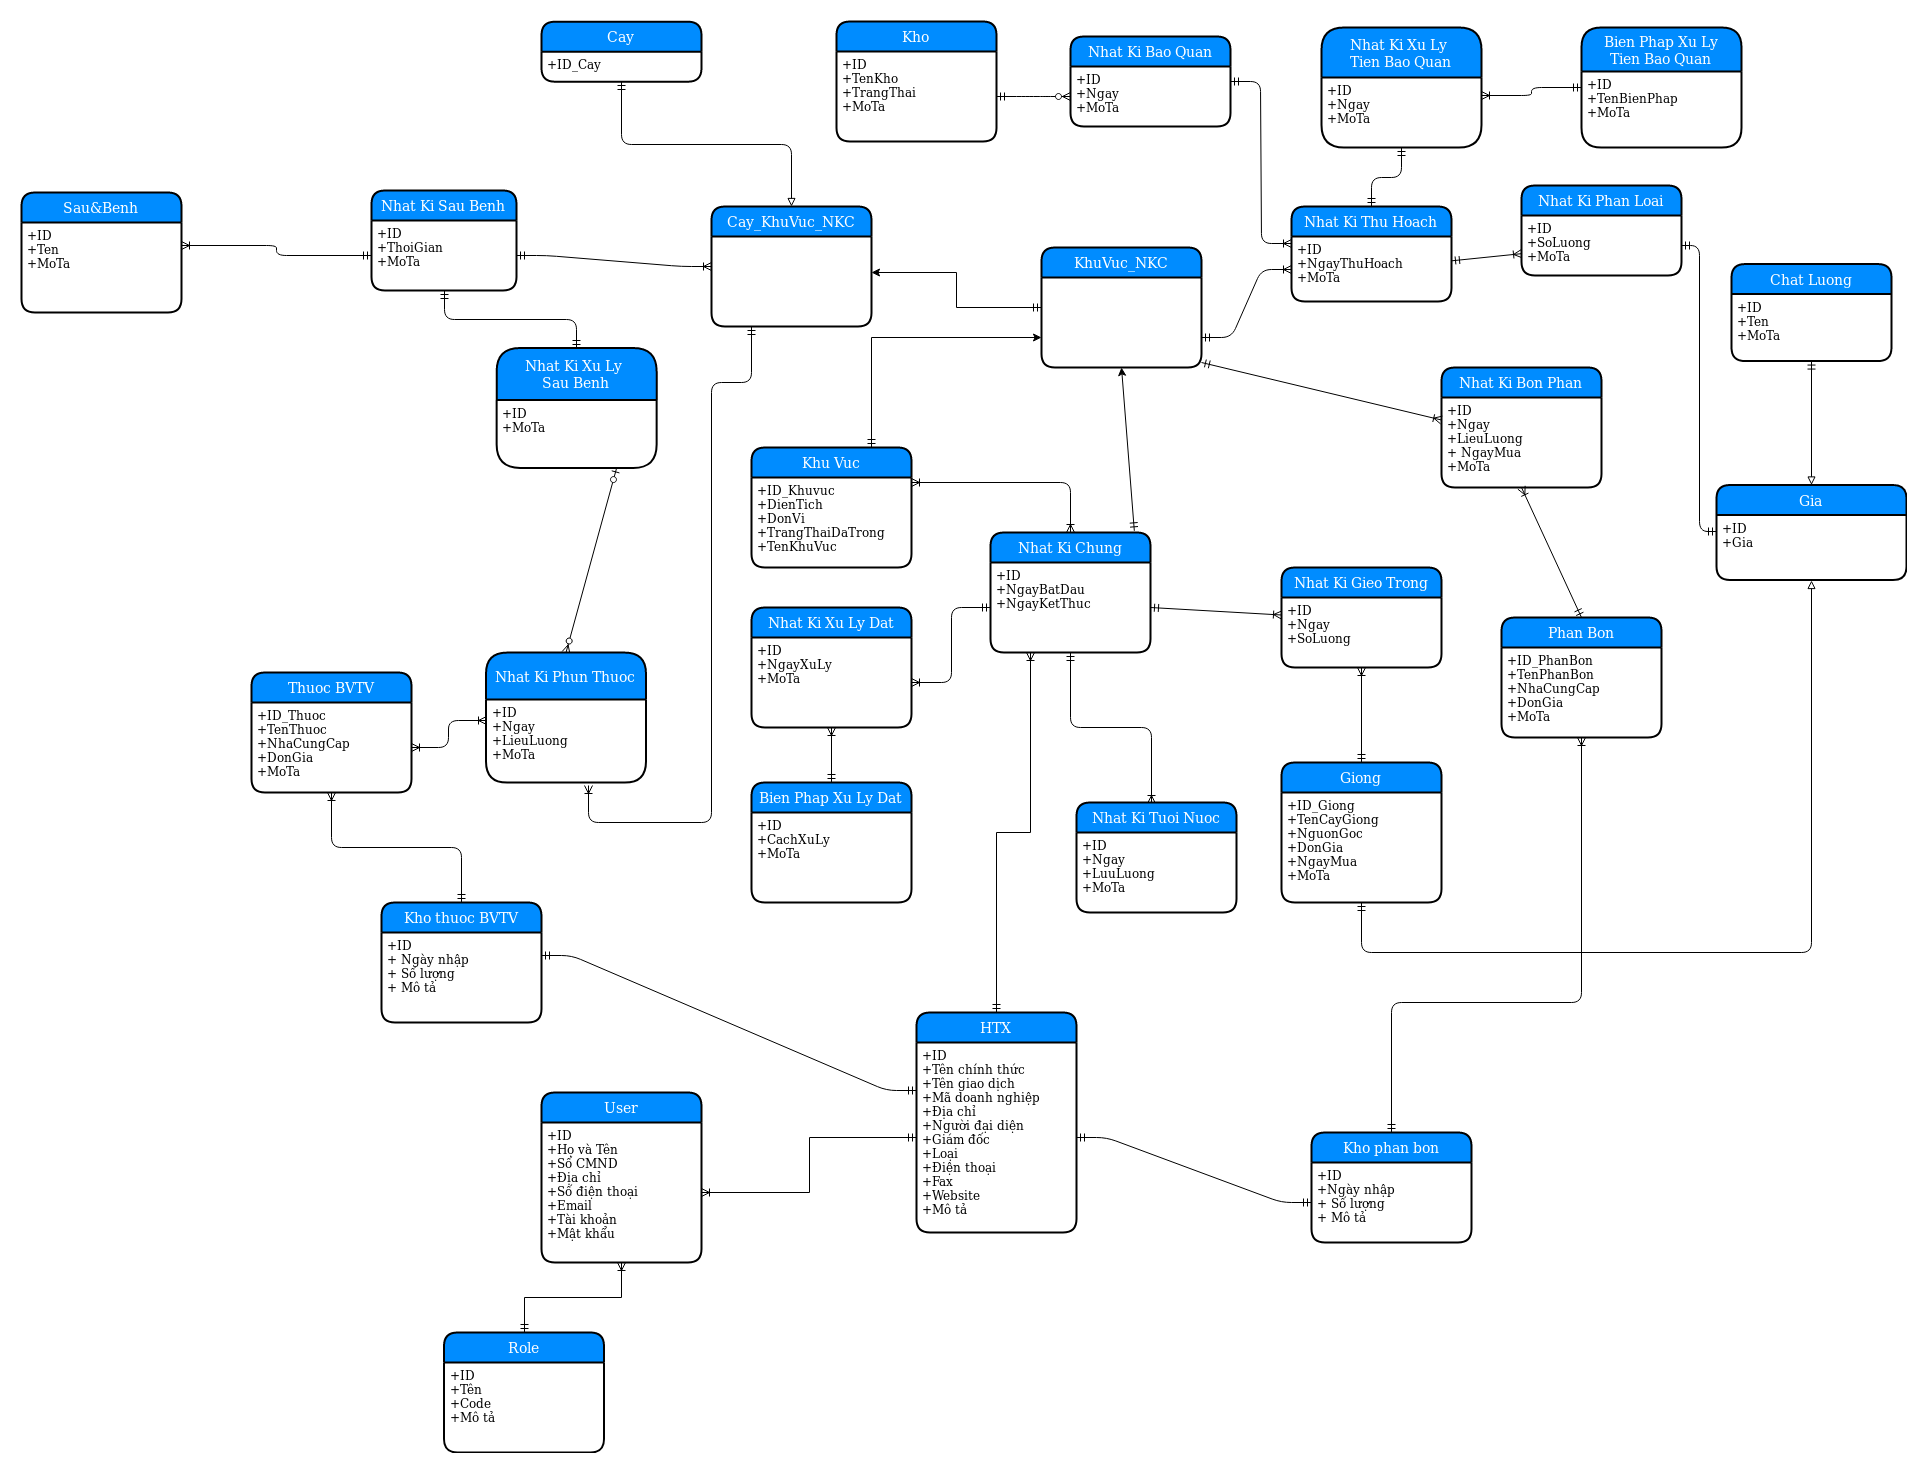 Cay
+ID_Cay
Kho
+ID
+TenKho
+TrangThai
+MoTa
Nhat Ki Bao Quan
+ID
+Ngay
+MoTa
Nhat Ki Xu Ly
Tien Bao Quan
+ID
+Ngay
+MoTa
Bien Phap Xu Ly
Tien Bao Quan
+ID
+TenBienPhap
+MoTa
Sau&Benh
+ID
+Ten
+MoTa
Nhat Ki Sau Benh
+ID
+ThoiGian
+MoTa
Cay_KhuVuc_NKC
KhuVuc_NKC
Nhat Ki Thu Hoach
+ID
+NgayThuHoach
+MoTa
Nhat Ki Phan Loai
+ID
+SoLuong
+MoTa
Chat Luong
+ID
+Ten
+MoTa
Nhat Ki Xu Ly
Sau Benh
+ID
+MoTa
Nhat Ki Bon Phan
+ID
+Ngay
+LieuLuong
+ NgayMua
+MoTa
Khu Vuc
+ID_Khuvuc
+DienTich
+DonVi
+TrangThaiDaTrong
+TenKhuVuc
Gia
+ID
+Gia
Nhat Ki Chung
+ID
+NgayBatDau
+NgayKetThuc
Nhat Ki Gieo Trong
+ID
+Ngay
+SoLuong
Nhat Ki Xu Ly Dat
+ID
+NgayXuLy
+MoTa
Phan Bon
+ID_PhanBon
+TenPhanBon
+NhaCungCap
+DonGia
+MoTa
Thuoc BVTV
+ID_Thuoc
+TenThuoc
+NhaCungCap
+DonGia
+MoTa
Nhat Ki Phun Thuoc
+ID
+Ngay
+LieuLuong
+MoTa
Bien Phap Xu Ly Dat
+ID
+CachXuLy
+MoTa
Nhat Ki Tuoi Nuoc
+ID
+Ngay
+LuuLuong
+MoTa
Giong
+ID_Giong
+TenCayGiong
+NguonGoc
+DonGia
+NgayMua
+MoTa
Kho thuoc BVTV
+ID
+ Ngày nhập
+ Số lượng
+ Mô tả
HTX
+ID
+Tên chính thức
+Tên giao dịch
+Mã doanh nghiệp
+Địa chỉ
+Người đại diện
+Giám đốc
+Loại
+Điện thoại
+Fax
+Website
+Mô tả
User
+ID
+Họ và Tên
+Số CMND
+Địa chỉ
+Số điện thoại
+Email
+Tài khoản
+Mật khẩu
Kho phan bon
+ID
+Ngày nhập
+ Số lượng
+ Mô tả
Role
+ID
+Tên
+Code
+Mô tả